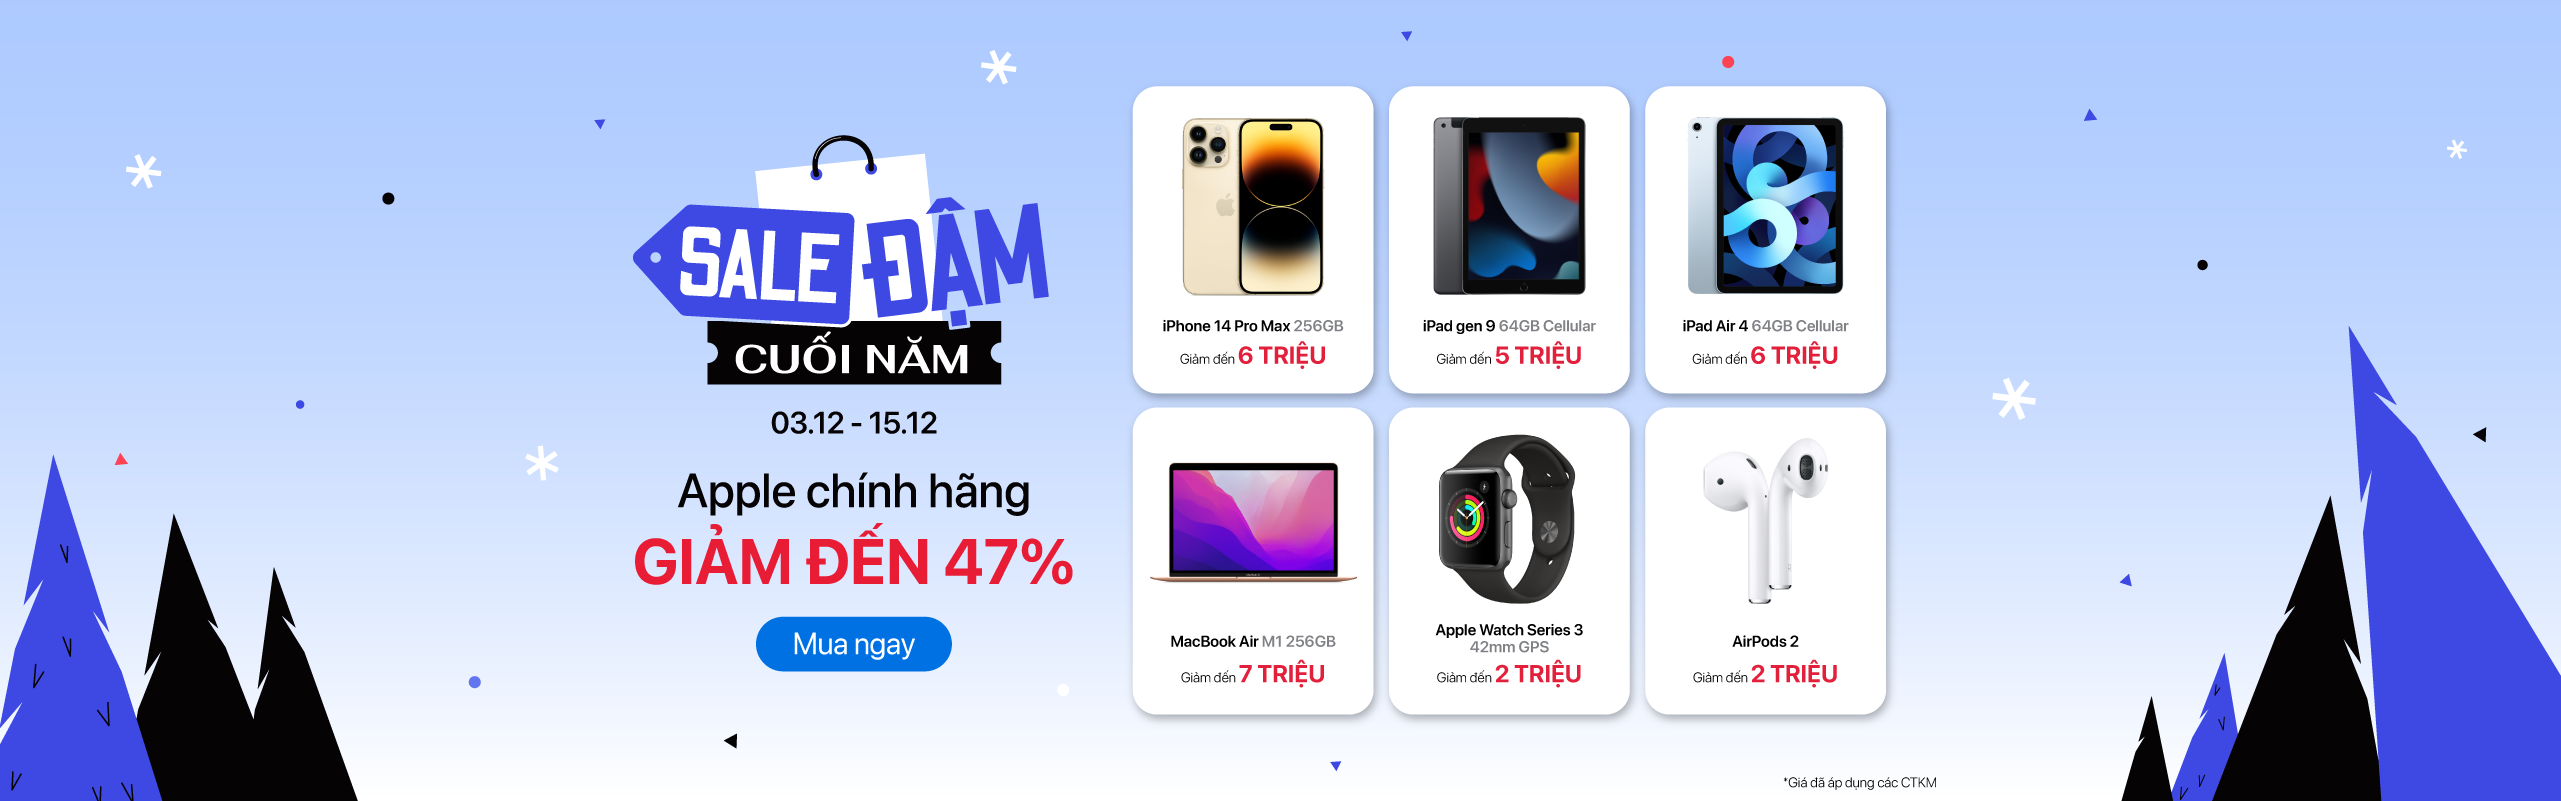 SALE ĐẬM
CUỐI NĂM
03.12 - 15.12
Apple chính hãng
GIẢM ĐẾN 47%
Mua ngay
iPhone 14 Pro Max 256GB
Giảm đến 6 TRIỆU
iPad gen 9 64GB Cellular
Giảm đến 5 TRIỆU
iPad Air 4 64GB Cellular
Giảm đến 6 TRIỆU
MacBook Air M1 256GB
Giảm đến 7 TRIỆU
Apple Watch Series 3
42mm GPS
Giảm đến 2 TRIỆU
AirPods 2
Giảm đến 2 TRIỆU
*Giá đã áp dụng các CTKM